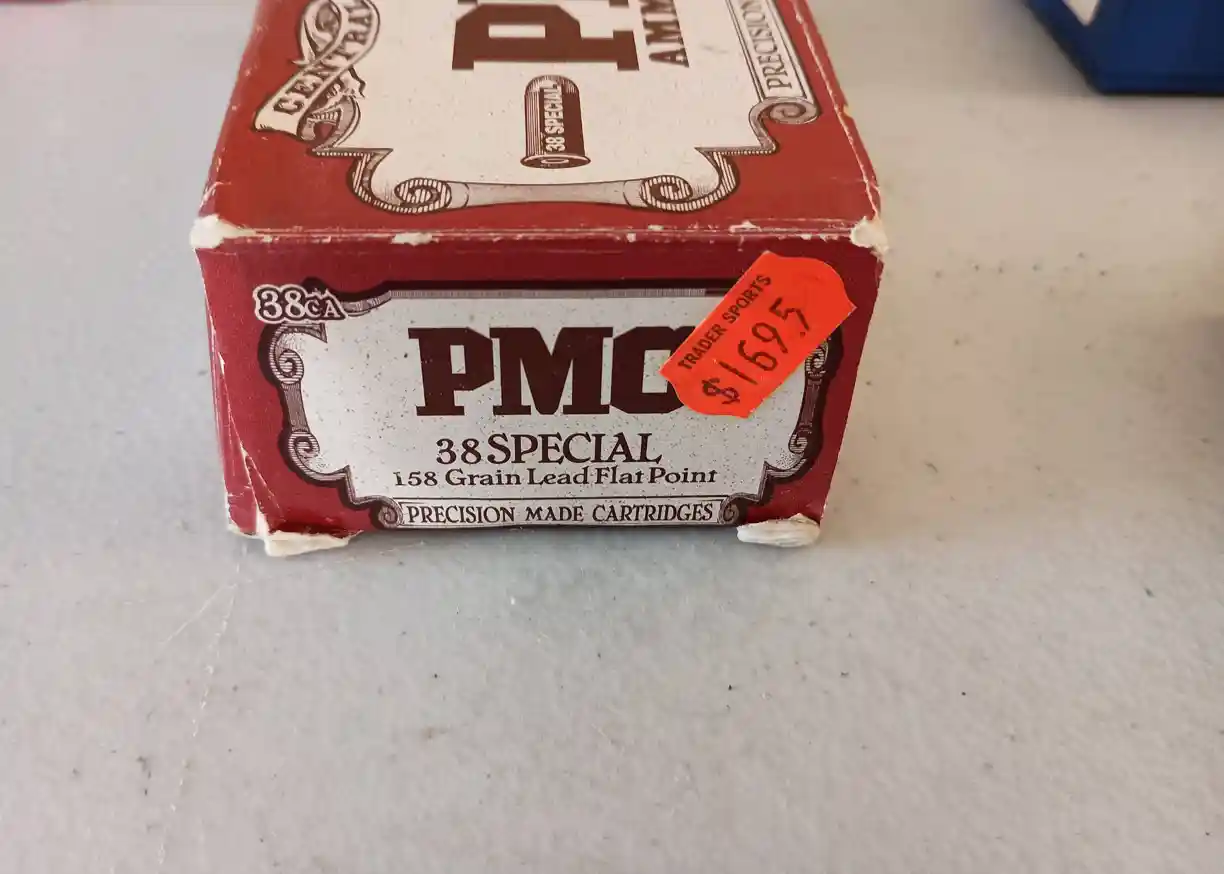 CENTRAL
38 SPECIAL
PRECISION
38CA
PMC
TRADER SPORTS
$1695
38 SPECIAL
158 Grain Lead Flat Point
PRECISION MADE CARTRIDGES